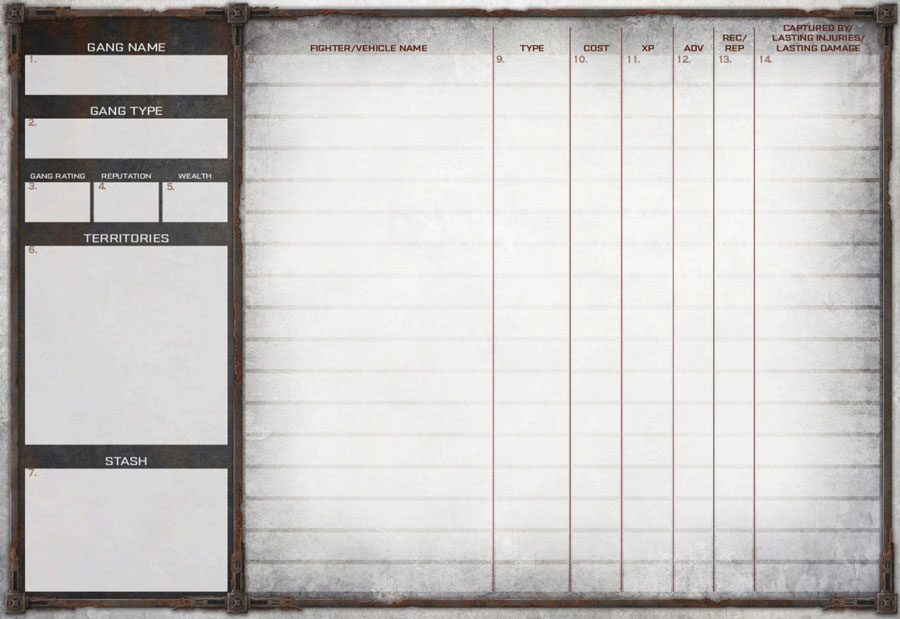 GANG NAME
1.
GANG TYPE
2.
GANG RATING REPUTATION WEALTH
3. 4. 5.
TERRITORIES
6.
STASH
7.
FIGHTER/VEHICLE NAME
8.
TYPE
9.
COST
10.
XP
11.
ADV
12.
REC/
REP
13.
CAPTURED BY/
LASTING INJURIES/
LASTING DAMAGE
14.